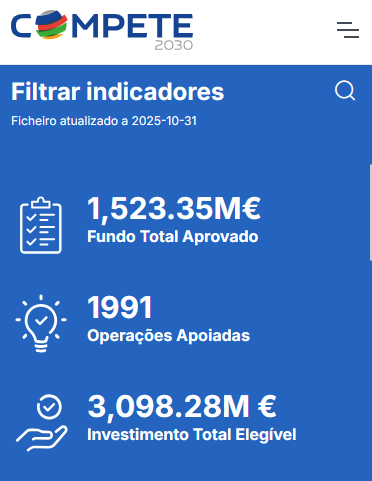 COMPETE
2030
Filtrar indicadores
Ficheiro atualizado a 2025-10-31
1,523.35M€
Fundo Total Aprovado
1991
Operações Apoiadas
3,098.28M €
Investimento Total Elegível